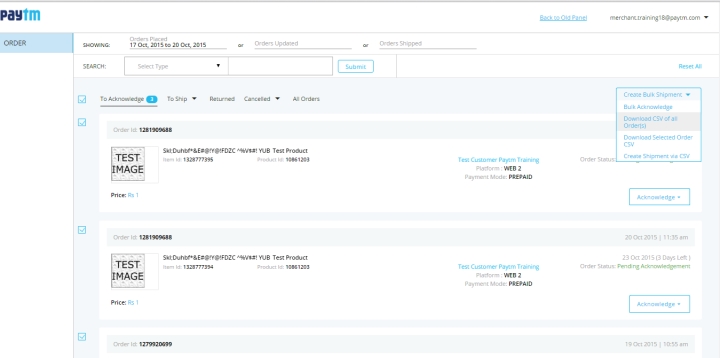 paytm
Back to Old Panel
merchant.training18@paytm.com
ORDER
SHOWING:
Orders Placed
17 Oct, 2015 to 20 Oct, 2015
or
Orders Updated
or
Orders Shipped
SEARCH:
Select Type
Submit
Reset All
To Acknowledge 3
To Ship
Returned
Cancelled
All Orders
Create Bulk Shipment
Bulk Acknowledge
Download CSV of all
Order(s)
Download Selected Order
CSV
Create Shipment via CSV
Order Id: 1281909688
TEST
IMAGE
Skl:Duhbf*&E#@!Y@!FDZC ^%V#! YUB Test Product
Item Id: 1328777395
Product Id: 10861203
Test Customer Paytm Training
Platform : WEB 2
Payment Mode: PREPAID
Order Status:
Price: Rs 1
Acknowledge
Order Id: 1281909688
20 Oct 2015 | 11:35 am
TEST
IMAGE
Skl:Duhbf*&E#@!Y@!FDZC ^%V#! YUB Test Product
Item Id: 1328777394
Product Id: 10861203
Test Customer Paytm Training
Platform : WEB 2
Payment Mode: PREPAID
23 Oct 2015 (3 Days Left )
Order Status: Pending Acknowledgement
Price: Rs 1
Acknowledge
Order Id: 1279920699
19 Oct 2015 | 10:55 am